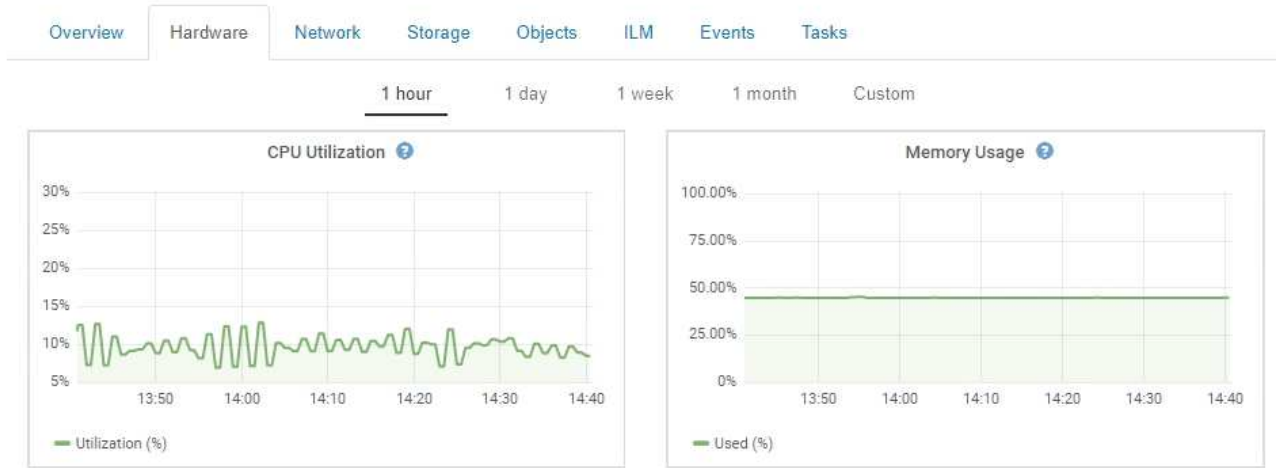 Overview Hardware Network Storage Objects ILM Events Tasks
1 hour 1 day 1 week 1 month Custom
CPU Utilization ?
30%
25%
20%
15%
10%
5%
13:50 14:00 14:10 14:20 14:30 14:40
Utilization (%)
Memory Usage ?
100.00%
75.00%
50.00%
25.00%
0%
13:50 14:00 14:10 14:20 14:30 14:40
Used (%)